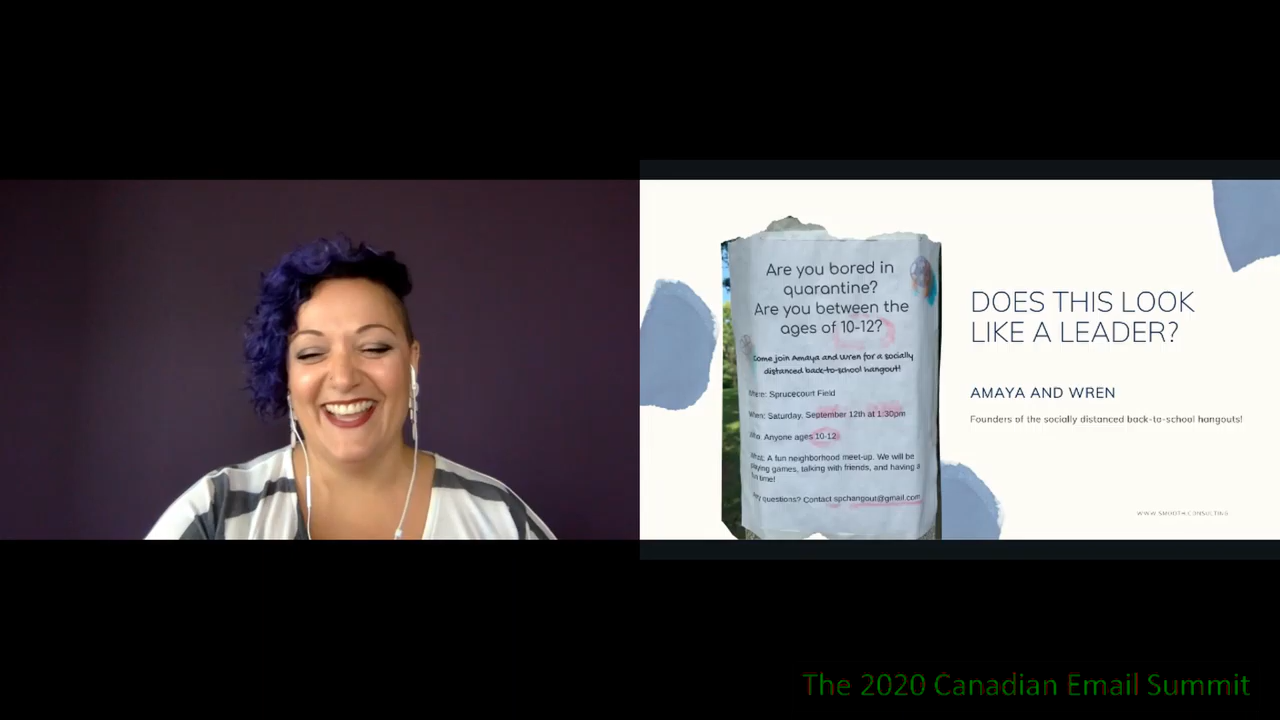 Are you bored in
quarantine?
Are you between the
ages of 10-12?
Come join Amaya and Wren for a socially
distanced back-to-school hangout!
Where: Sprucecourt Field
When: Saturday, September 12th at 1:30pm
Who: Anyone ages 10-12
What: A fun neighborhood meet-up. We will be
playing games, talking with friends, and having a
fun time!
Any questions? Contact spchangout@gmail.com
DOES THIS LOOK
LIKE A LEADER?
AMAYA AND WREN
Founders of the socially distanced back-to-school hangouts!
WWW.SMOOTH.CONSULTING
The 2020 Canadian Email Summit